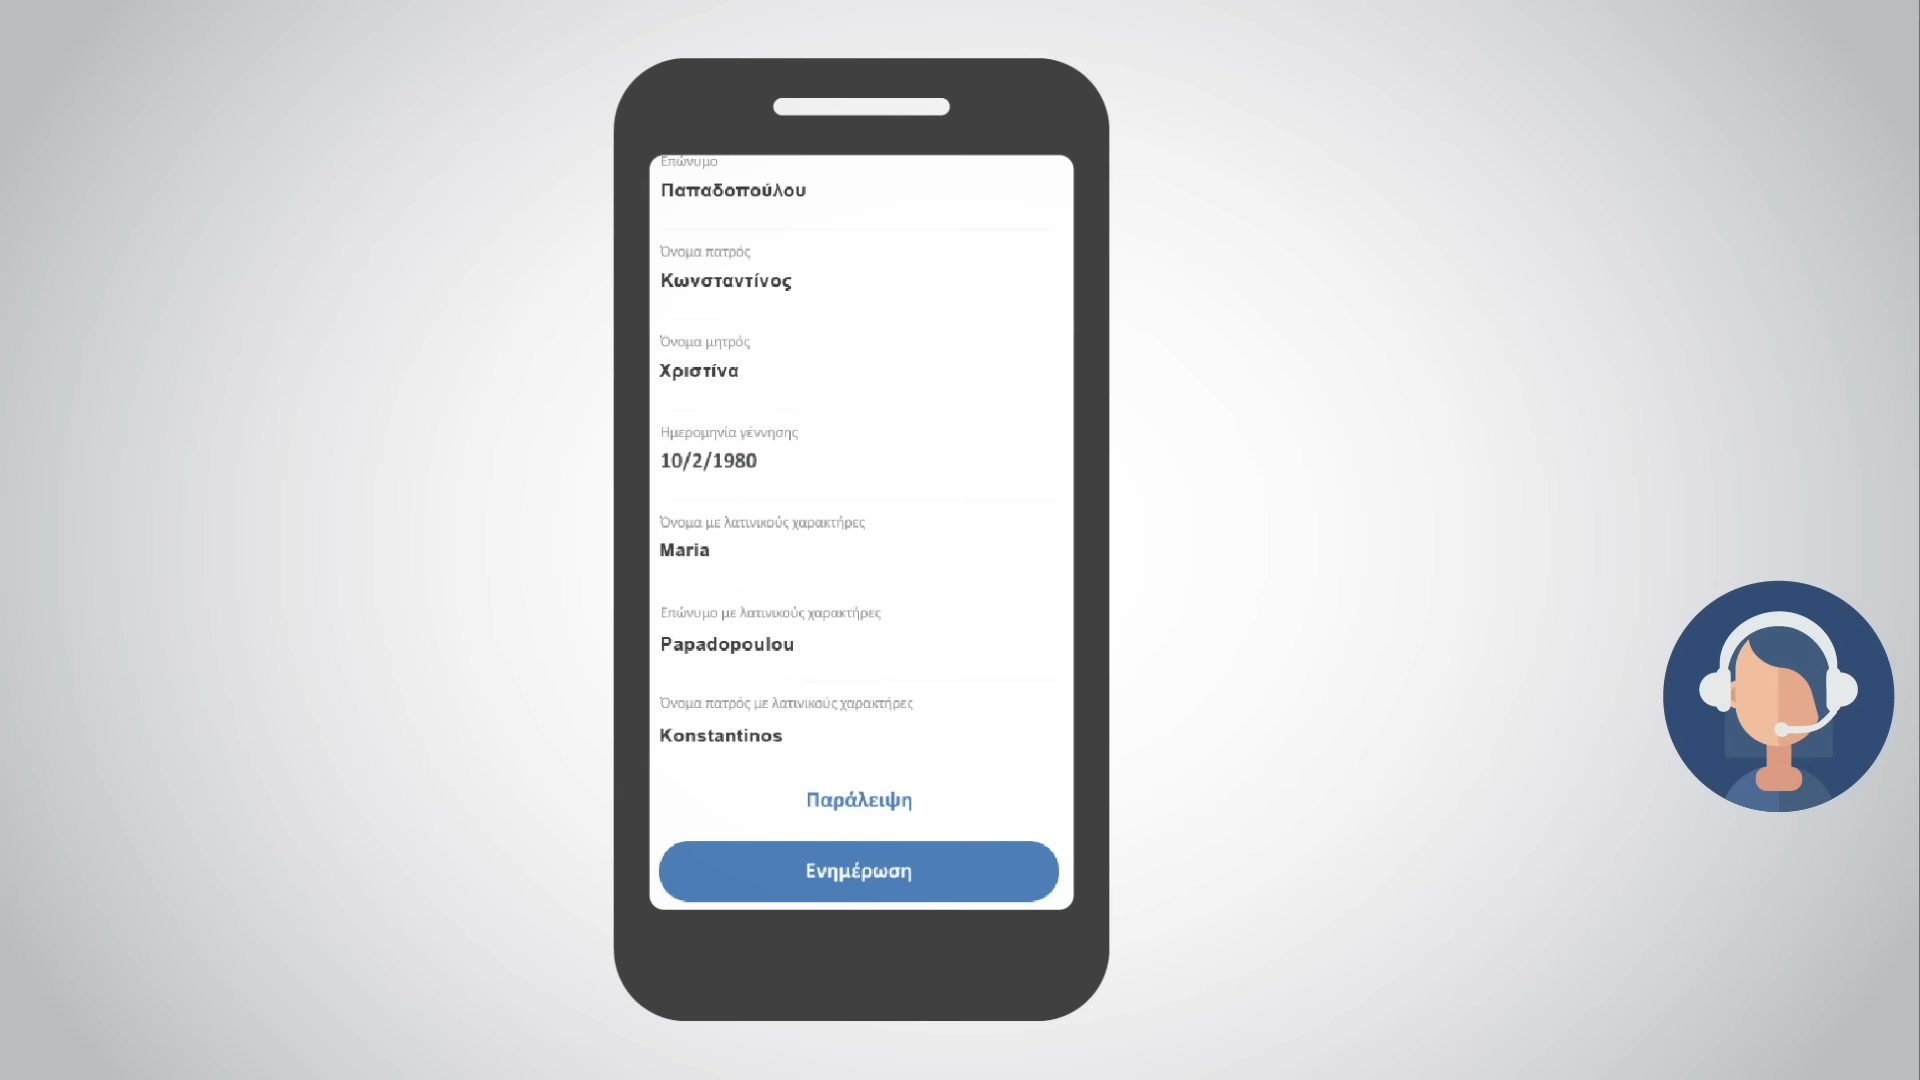 Επώνυμο
Παπαδοπούλου
Όνομα πατρός
Κωνσταντίνος
Όνομα μητρός
Χριστίνα
Ημερομηνία γέννησης
10/2/1980
Όνομα με λατινικούς χαρακτήρες
Maria
Επώνυμο με λατινικούς χαρακτήρες
Papadopoulou
Όνομα πατρός με λατινικούς χαρακτήρες
Konstantinos
Παράλειψη
Ενημέρωση